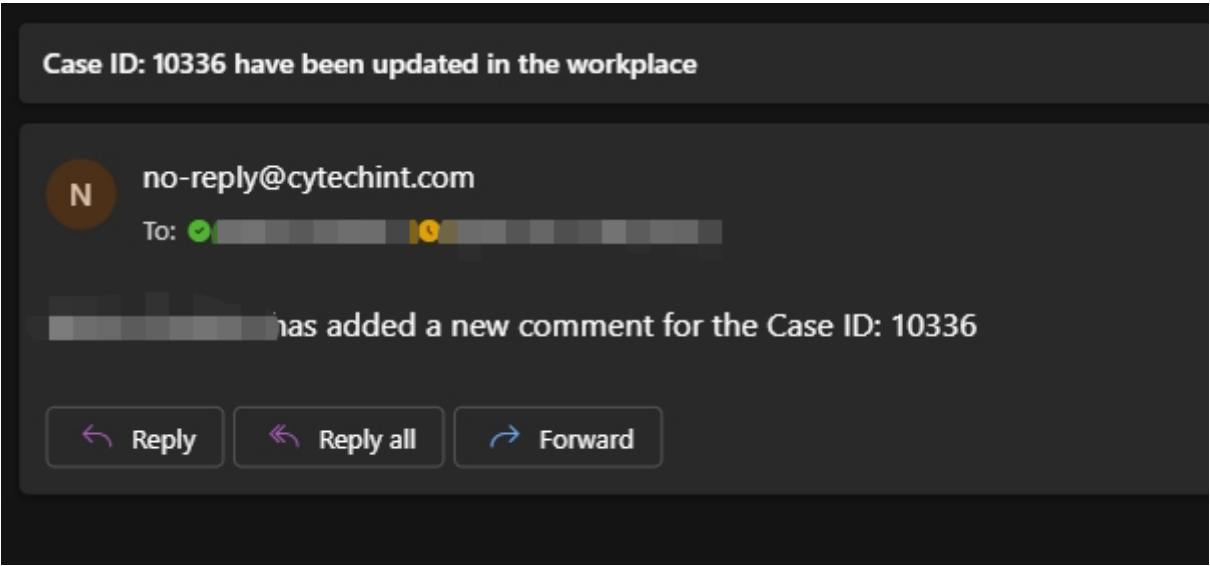 Case ID: 10336 have been updated in the workplace
N
no-reply@cytechint.com
To:
has added a new comment for the Case ID: 10336
Reply
Reply all
Forward